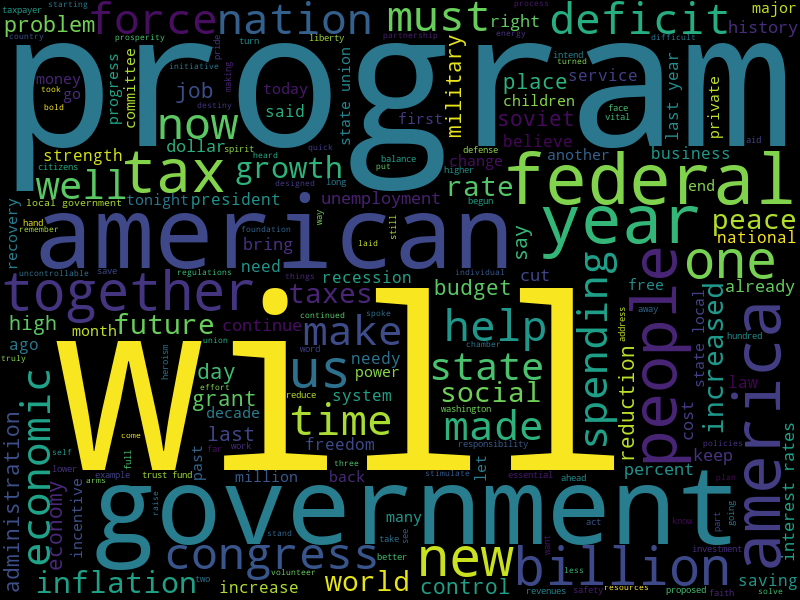 taxpayer starting force nation must right deficit process major
problem country partnership energy history
prosperity turn liberty intend difficult
program
initiative turned
money go job today military place service
progress committee took bold pride making said state union first children soviet last year private face vital
destiny
now dollar spirit heard quick balance put defense believe change another business aid
strength citizens tax growth higher rate federal end
well designed long begun
local government tonight president unemployment year peace
hand remember american way still laid say national
recovery foundation bring one
uncontrollable save regulations need things recession individual cut free already
together taxes continued spoke budget spending people away state local increased america
month future continue make word chamber help address hundred
high union
ago truly heroism day us needy power state reduction law
effort reduce
grant decade system washington social cost policies
will
time made
economic self last work freedom responsibility keep
come full past far three let percent
administration lower economy incentive example trust fund million back stimulate essential ahead plan interest rates
arms
government
raise stand many act know part going
take see want investment
congress better new billion
inflation two volunteer increase world control less revenues safety resources proposed faith saving solve